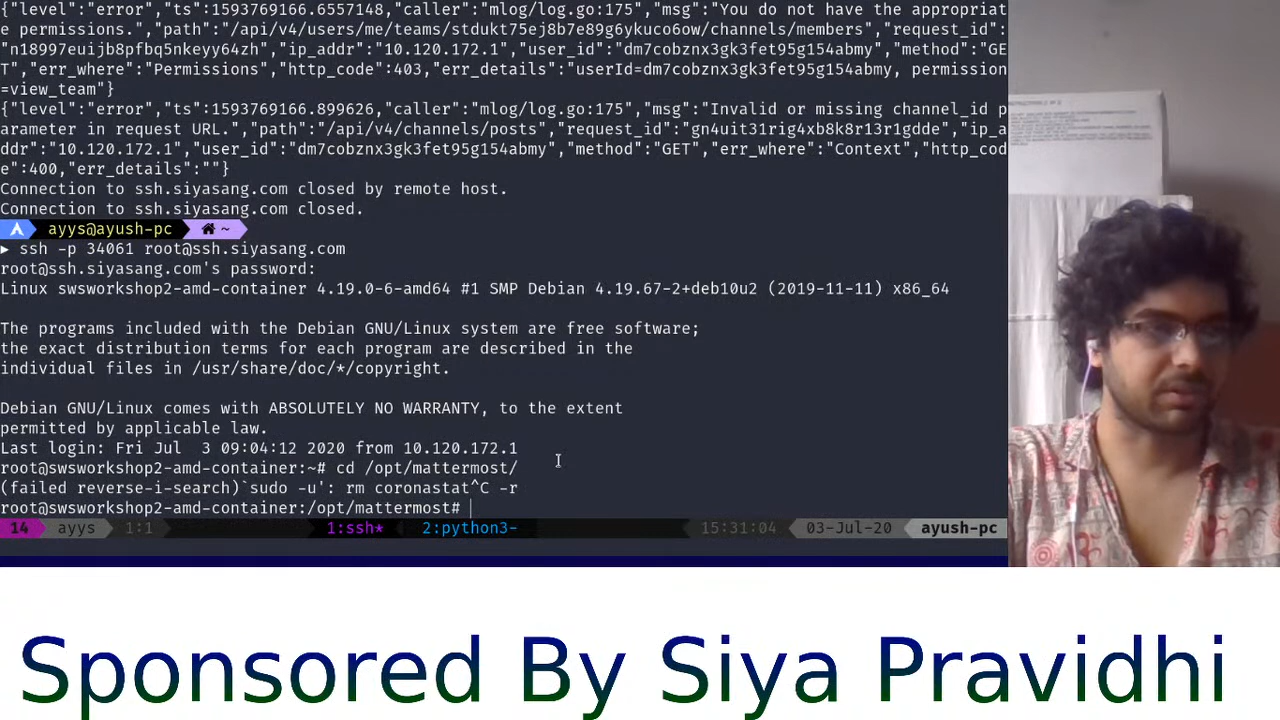 {"level":"error","ts":1593769166.6557148,"caller":"mlog/log.go:175","msg":"You do not have the appropriat
e permissions.","path":"/api/v4/users/me/teams/stdukt75ej8b7e89g6ykuco6ow/channels/members","request_id":
"n18997euijb8pfbq5nkeyy64zh","ip_addr":"10.120.172.1","user_id":"dm7cobznx3gk3fet95g154abmy","method":"GE
T","err_where":"Permissions","http_code":403,"err_details":"userId=dm7cobznx3gk3fet95g154abmy, permission
=view_team"}
{"level":"error","ts":1593769166.899626,"caller":"mlog/log.go:175","msg":"Invalid or missing channel_id p
arameter in request URL.","path":"/api/v4/channels/posts","request_id":"gn4uit31rig4xb8k8r13r1gdde","ip_a
ddr":"10.120.172.1","user_id":"dm7cobznx3gk3fet95g154abmy","method":"GET","err_where":"Context","http_cod
e":400,"err_details":""}
Connection to ssh.siyasang.com closed by remote host.
Connection to ssh.siyasang.com closed.
ayys@ayush-pc ~
▶ ssh -p 34061 root@ssh.siyasang.com
root@ssh.siyasang.com's password:
Linux swsworkshop2-amd-container 4.19.0-6-amd64 #1 SMP Debian 4.19.67-2+deb10u2 (2019-11-11) x86_64
The programs included with the Debian GNU/Linux system are free software;
the exact distribution terms for each program are described in the
individual files in /usr/share/doc/*/copyright.
Debian GNU/Linux comes with ABSOLUTELY NO WARRANTY, to the extent
permitted by applicable law.
Last login: Fri Jul  3 09:04:12 2020 from 10.120.172.1
root@swsworkshop2-amd-container:~# cd /opt/mattermost/
(failed reverse-i-search)`sudo -u': rm coronastat^C -r
root@swsworkshop2-amd-container:/opt/mattermost#
14 ayys 1:1 1:ssh* 2:python3- 15:31:04 03-Jul-20 ayush-pc
Sponsored By Siya Pravidhi